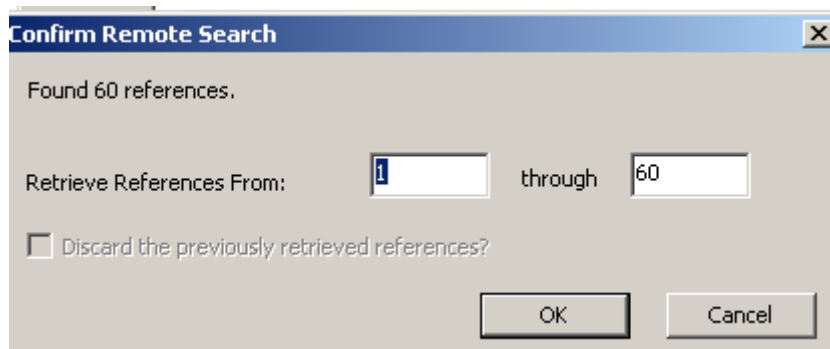 Confirm Remote Search
Found 60 references.
Retrieve References From: 1 through 60
Discard the previously retrieved references?
OK Cancel